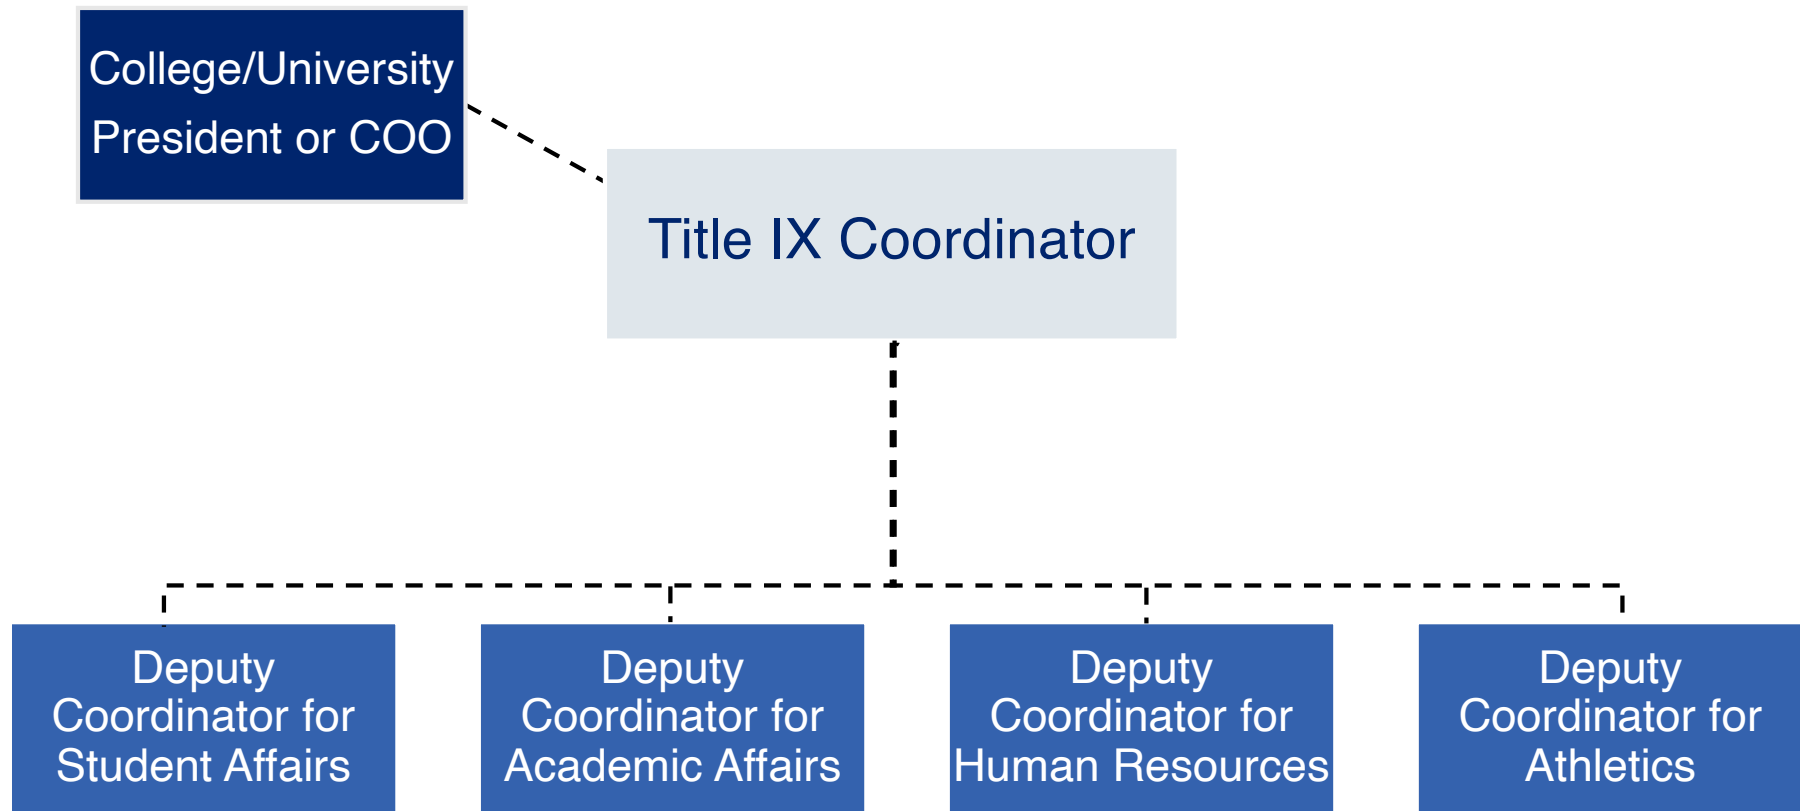 College/University
President or COO
Title IX Coordinator
Deputy
Coordinator for
Student Affairs
Deputy
Coordinator for
Academic Affairs
Deputy
Coordinator for
Human Resources
Deputy
Coordinator for
Athletics